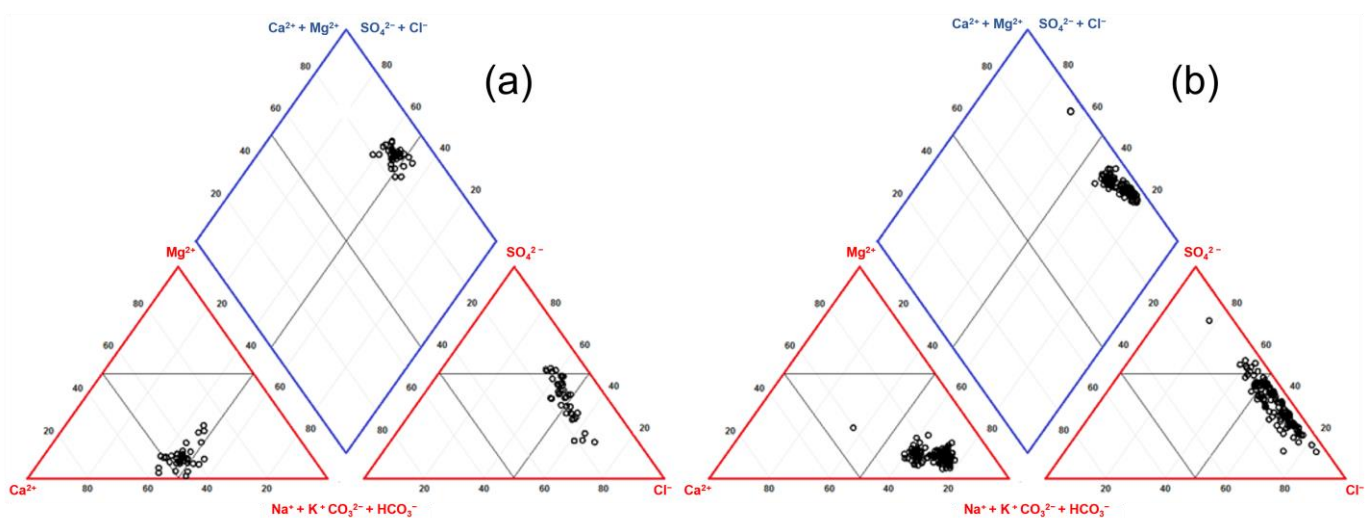 Ca²⁺ + Mg²⁺ SO₄²⁻ + Cl⁻ Ca²⁺ + Mg²⁺ SO₄²⁻ + Cl⁻
80 80 (a) 80 80 (b)
60 60 60 60
40 40 40 40
20 20 20 20
Mg²⁺ SO₄²⁻ Mg²⁺ SO₄²⁻
80 20 20 80 80 20 20 80
60 40 40 60 60 40 40 60
40 60 60 40 40 60 60 40
20 80 80 20 20 80 80 20
Ca²⁺ 80 60 40 20 20 40 60 80 Cl⁻ Ca²⁺ 80 60 40 20 20 40 60 80 Cl⁻
Na⁺ + K⁺ CO₃²⁻ + HCO₃⁻ Na⁺ + K⁺ CO₃²⁻ + HCO₃⁻